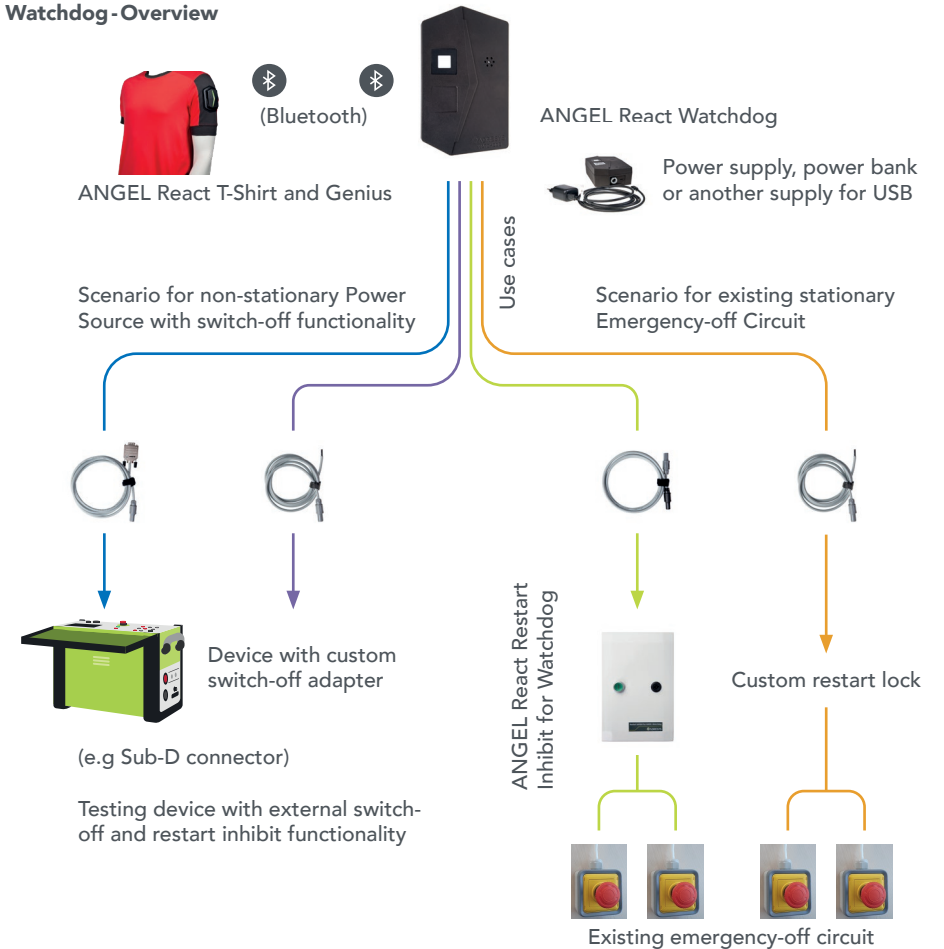 Watchdog - Overview
(Bluetooth)
ANGEL React Watchdog
ANGEL React T-Shirt and Genius
Power supply, power bank
or another supply for USB
Use cases
Scenario for non-stationary Power
Source with switch-off functionality
Scenario for existing stationary
Emergency-off Circuit
Device with custom
switch-off adapter
(e.g Sub-D connector)
Testing device with external switch-
off and restart inhibit functionality
ANGEL React Restart
Inhibit for Watchdog
Custom restart lock
Existing emergency-off circuit